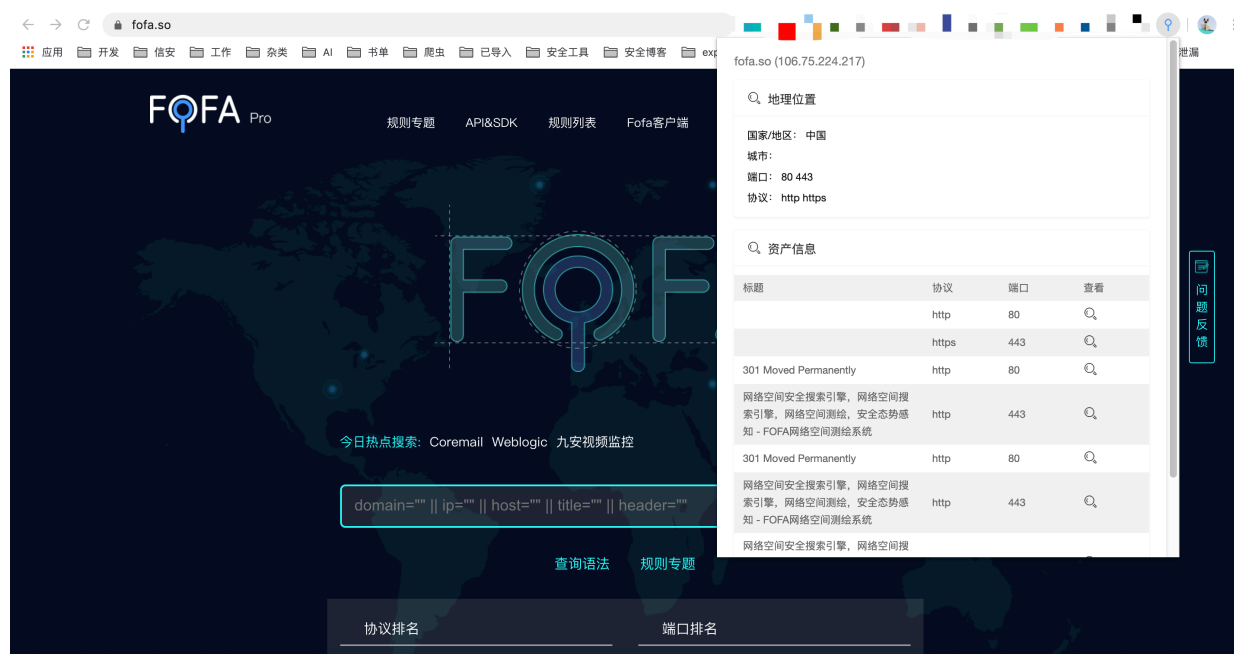 fofa.so
应用 开发 信安 工作 杂类 AI 书单 爬虫 已导入 安全工具 安全博客 泄漏
FOFA Pro
规则专题 API&SDK 规则列表 Fofa客户端
FOF
今日热点搜索: Coremail Weblogic 九安视频监控
domain="" || ip="" || host="" || title="" || header=""
查询语法 规则专题
协议排名 端口排名
fofa.so (106.75.224.217)
地理位置
国家/地区: 中国
城市:
端口: 80 443
协议: http https
资产信息
标题 协议 端口 查看
http 80
https 443
301 Moved Permanently http 80
网络空间安全搜索引擎，网络空间搜
索引擎，网络空间测绘，安全态势感 http 443
知 - FOFA网络空间测绘系统
301 Moved Permanently http 80
网络空间安全搜索引擎，网络空间搜
索引擎，网络空间测绘，安全态势感 http 443
知 - FOFA网络空间测绘系统
网络空间安全搜索引擎，网络空间搜
问题反馈